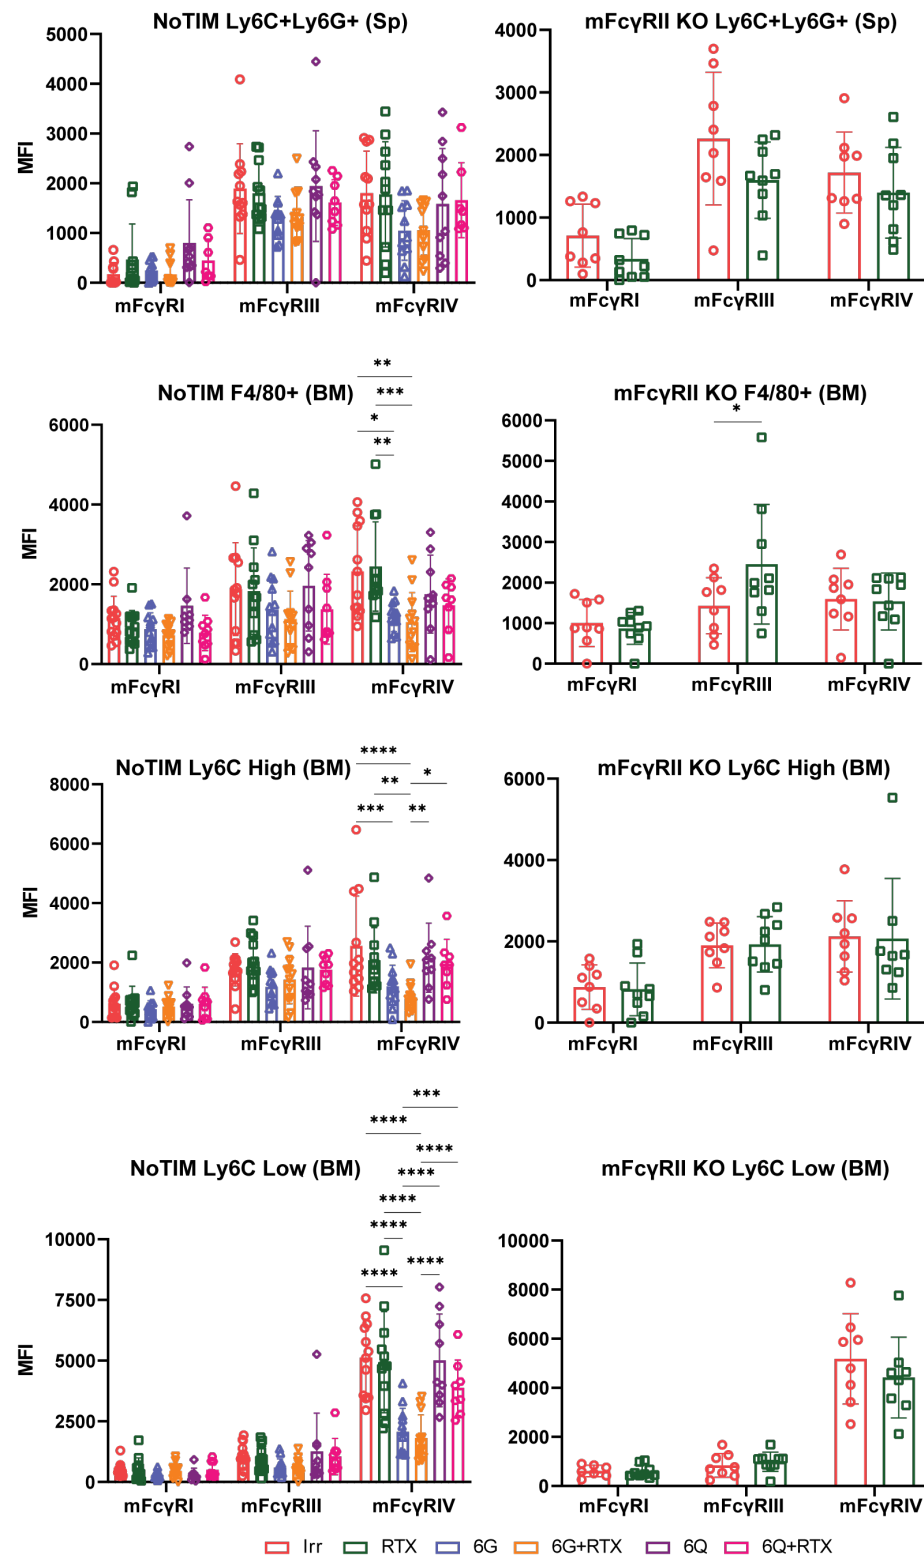 NoTIM Ly6C+Ly6G+ (Sp)
MFI
5000
4000
3000
2000
1000
0
mFcγRI mFcγRIII mFcγRIV
mFcγRII KO Ly6C+Ly6G+ (Sp)
4000
3000
2000
1000
0
mFcγRI mFcγRIII mFcγRIV
NoTIM F4/80+ (BM)
**
***
*
**
MFI
6000
4000
2000
0
mFcγRI mFcγRIII mFcγRIV
mFcγRII KO F4/80+ (BM)
*
6000
5000
4000
3000
2000
1000
0
mFcγRI mFcγRIII mFcγRIV
NoTIM Ly6C High (BM)
****
** *
*** **
MFI
8000
6000
4000
2000
0
mFcγRI mFcγRIII mFcγRIV
mFcγRII KO Ly6C High (BM)
6000
4000
2000
0
mFcγRI mFcγRIII mFcγRIV
NoTIM Ly6C Low (BM)
***
****
****
****
****
****
**** ****
MFI
10000
7500
5000
2500
0
mFcγRI mFcγRIII mFcγRIV
mFcγRII KO Ly6C Low (BM)
10000
8000
6000
4000
2000
0
mFcγRI mFcγRIII mFcγRIV
Irr RTX 6G 6G+RTX 6Q 6Q+RTX